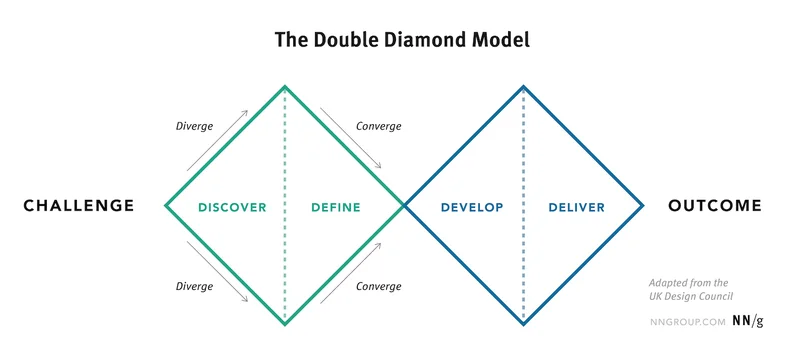 The Double Diamond Model
Diverge
Converge
CHALLENGE
DISCOVER
DEFINE
DEVELOP
DELIVER
OUTCOME
Diverge
Converge
Adapted from the
UK Design Council
NNGROUP.COM NN/g